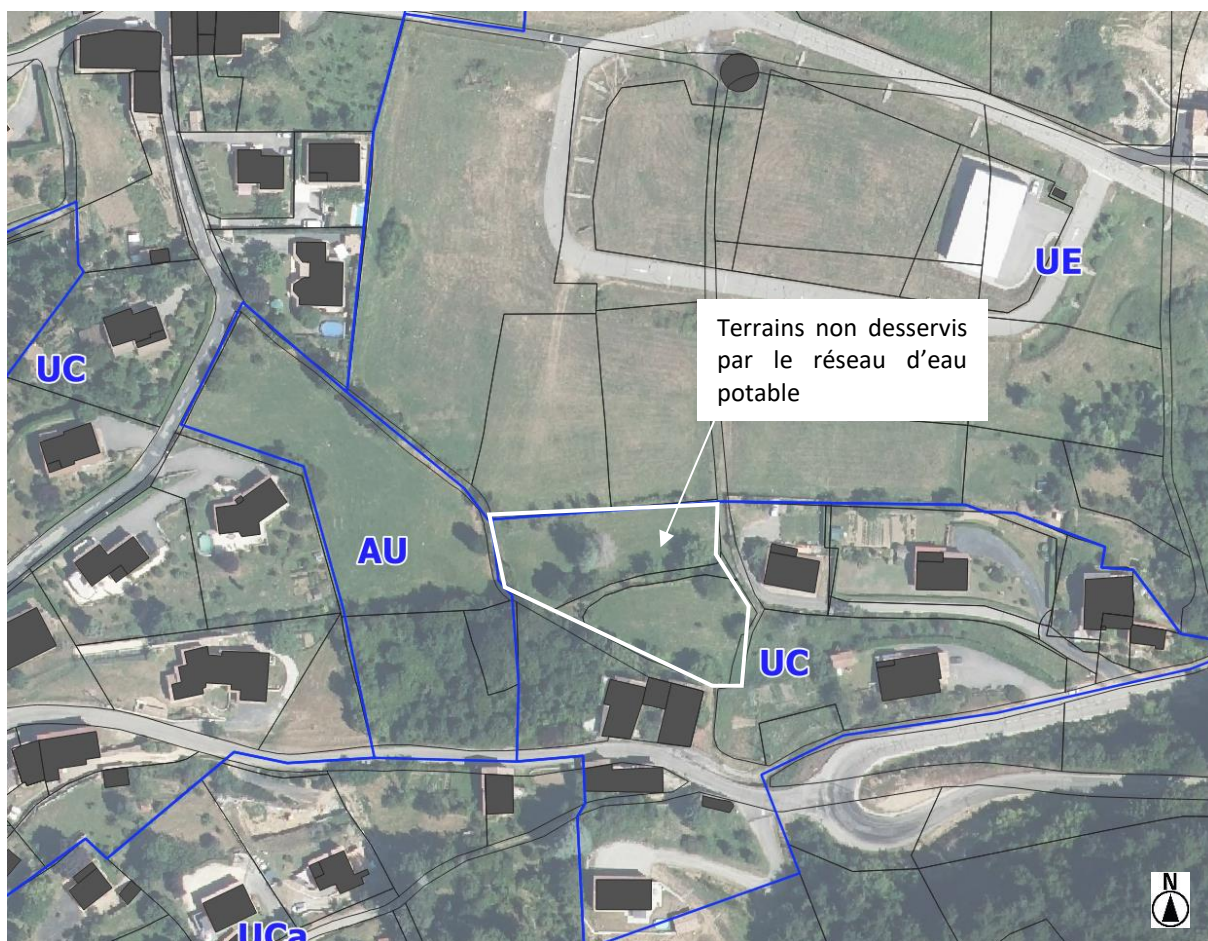 UE
Terrains non desservis
par le réseau d'eau
potable
UC
AU
UC
N
UCa